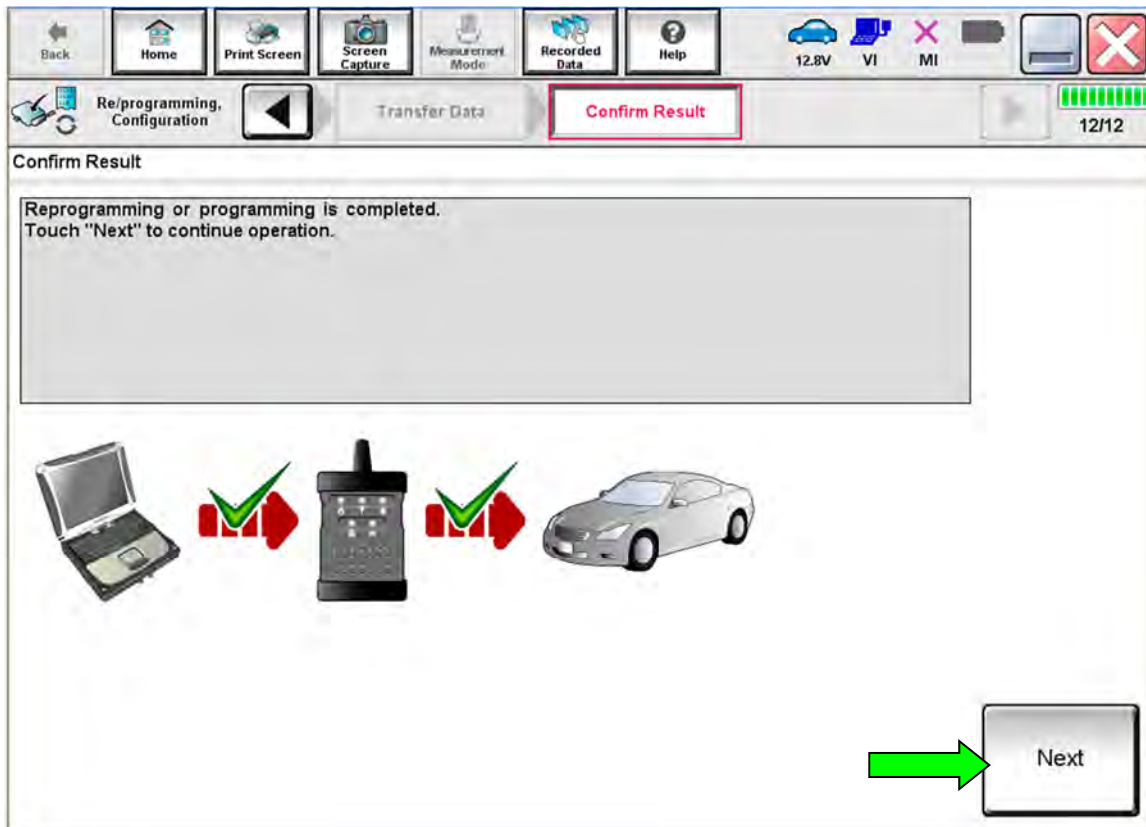 Back
Home
Print Screen
Screen
Capture
Measurement
Mode
Recorded
Data
Help
12.8V
VI
MI
Re/programming,
Configuration
Transfer Data
Confirm Result
12/12
Confirm Result
Reprogramming or programming is completed.
Touch "Next" to continue operation.
Next